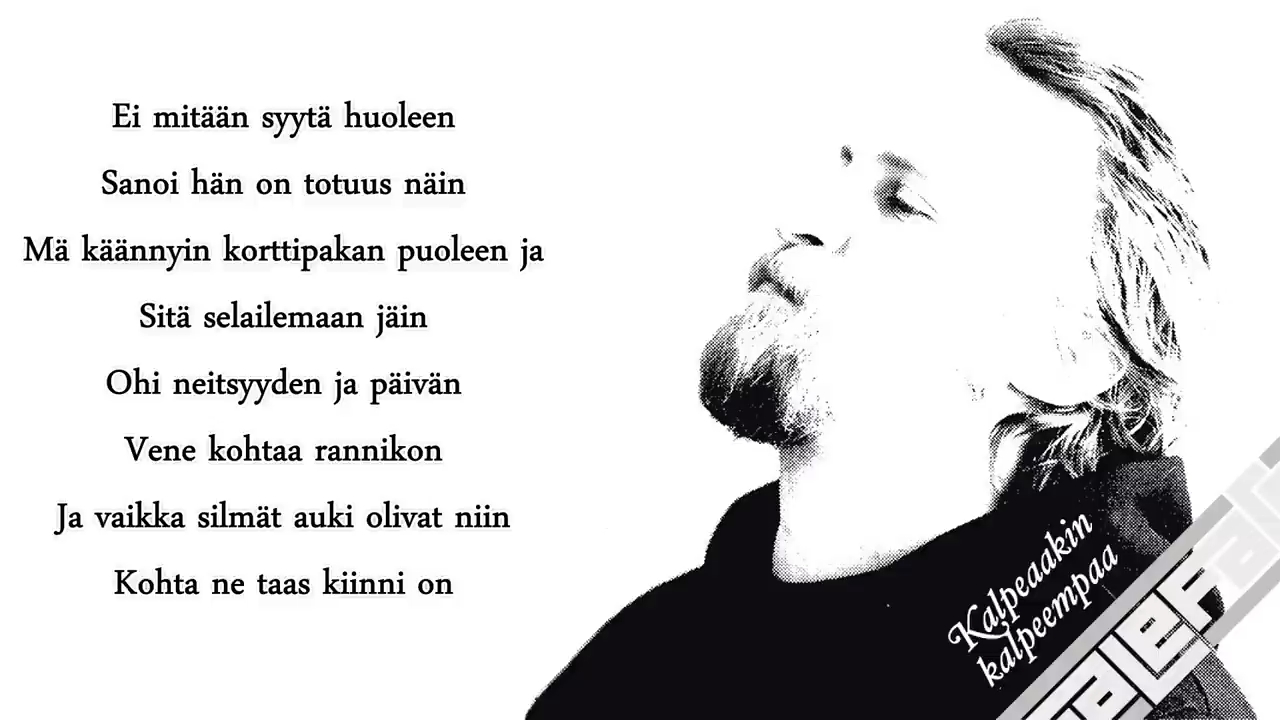 Ei mitään syytä huoleen
Sanoi hän on totuus näin
Mä käännyin korttipakan puoleen ja
Sitä selailemaan jäin
Ohi neitsyyden ja päivän
Vene kohtaa rannikon
Ja vaikka silmät auki olivat niin
Kohta ne taas kiinni on
Kalpeaakin
kalpeempaa